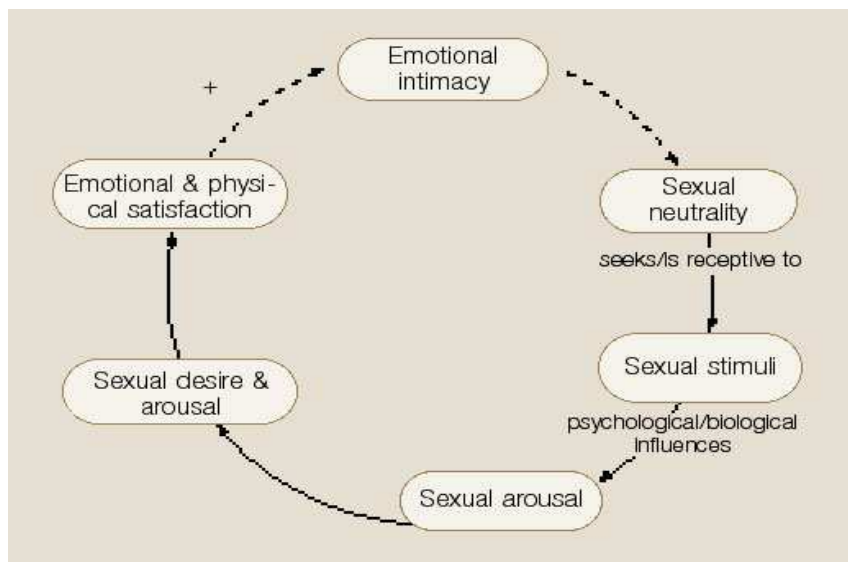 Emotional
intimacy
+
Sexual
neutrality
seeks/is receptive to
Sexual stimuli
psychological/biological
influences
Sexual arousal
Sexual desire &
arousal
Emotional & physi-
cal satisfaction